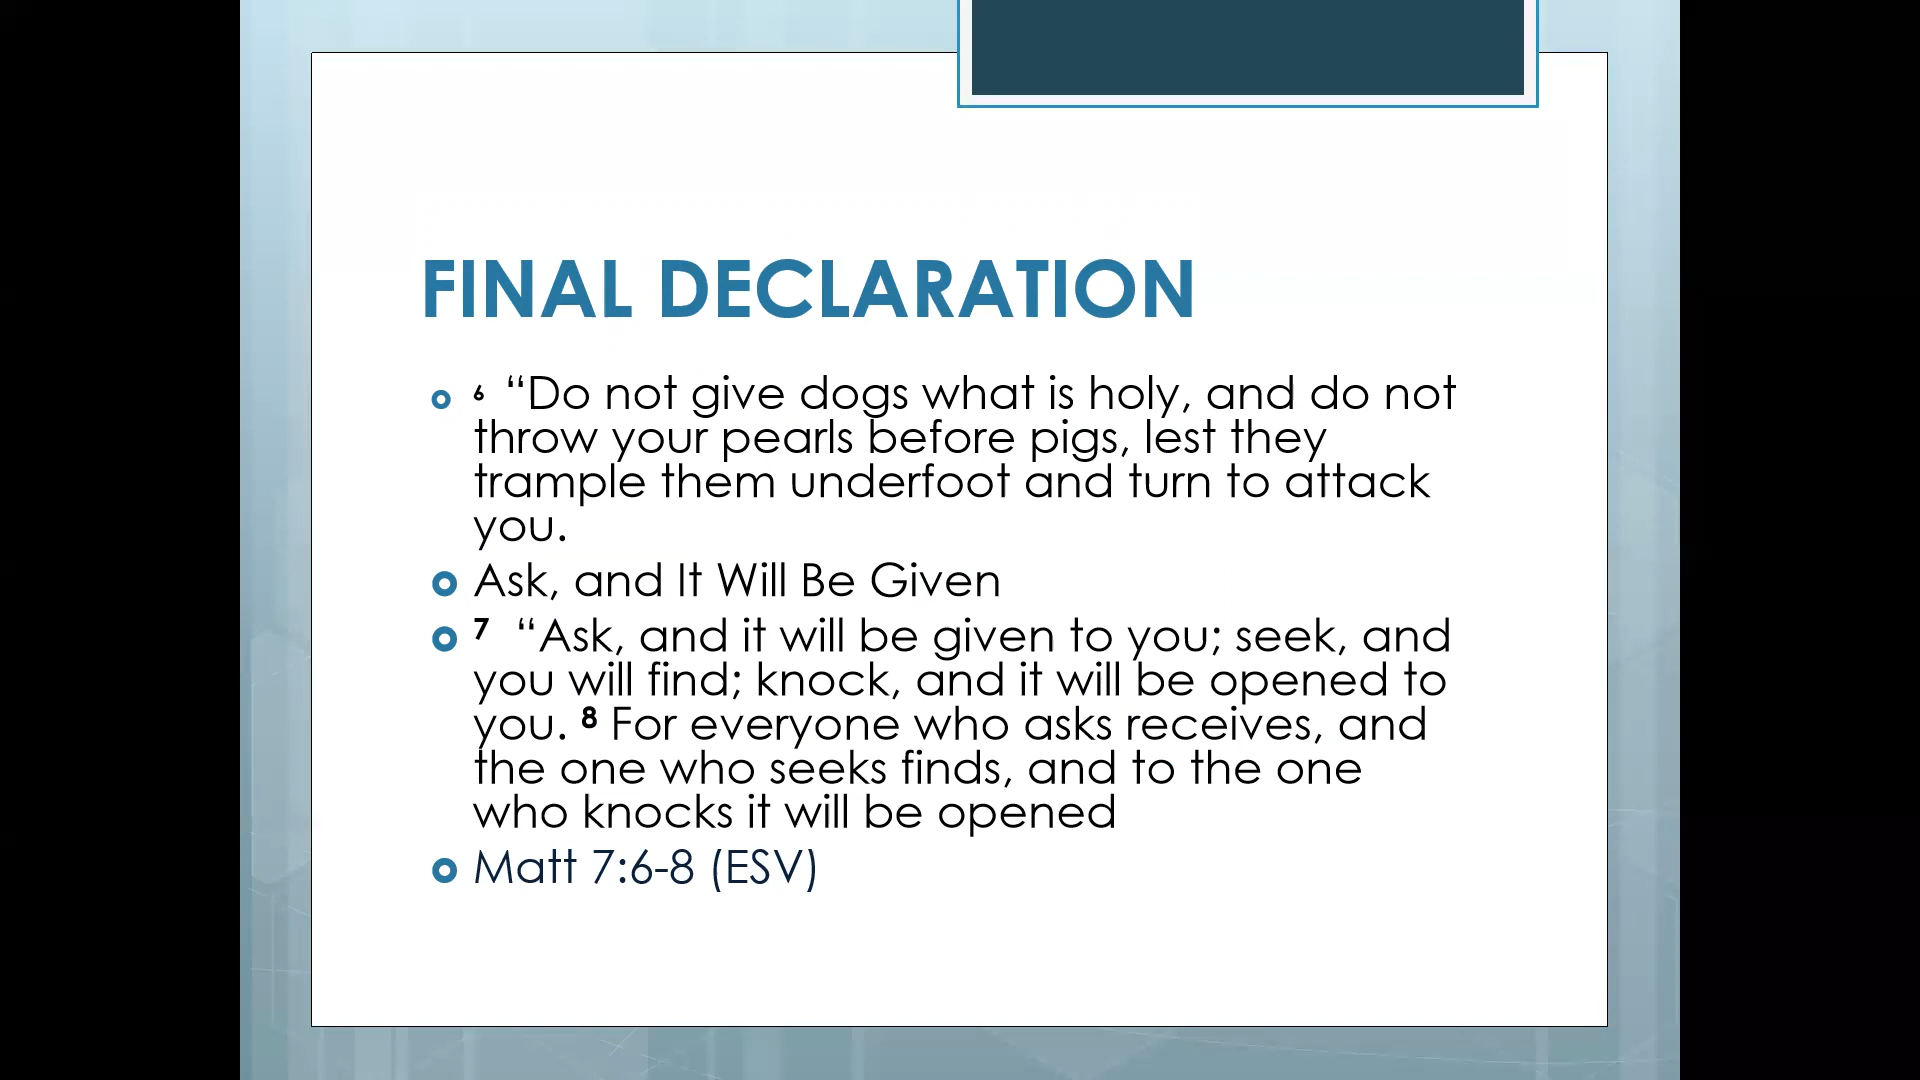 FINAL DECLARATION
6 “Do not give dogs what is holy, and do not
throw your pearls before pigs, lest they
trample them underfoot and turn to attack
you.
Ask, and It Will Be Given
7 “Ask, and it will be given to you; seek, and
you will find; knock, and it will be opened to
you. 8 For everyone who asks receives, and
the one who seeks finds, and to the one
who knocks it will be opened
Matt 7:6-8 (ESV)